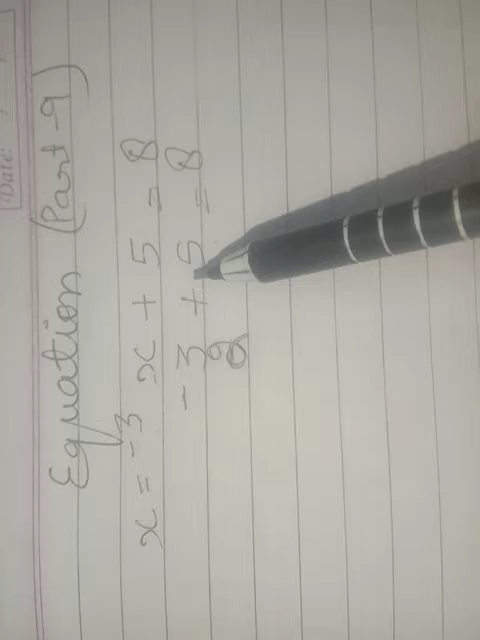 Date:
Equation (Part-9)
x = -3 x + 5 = 8
-3 + 5 = 8